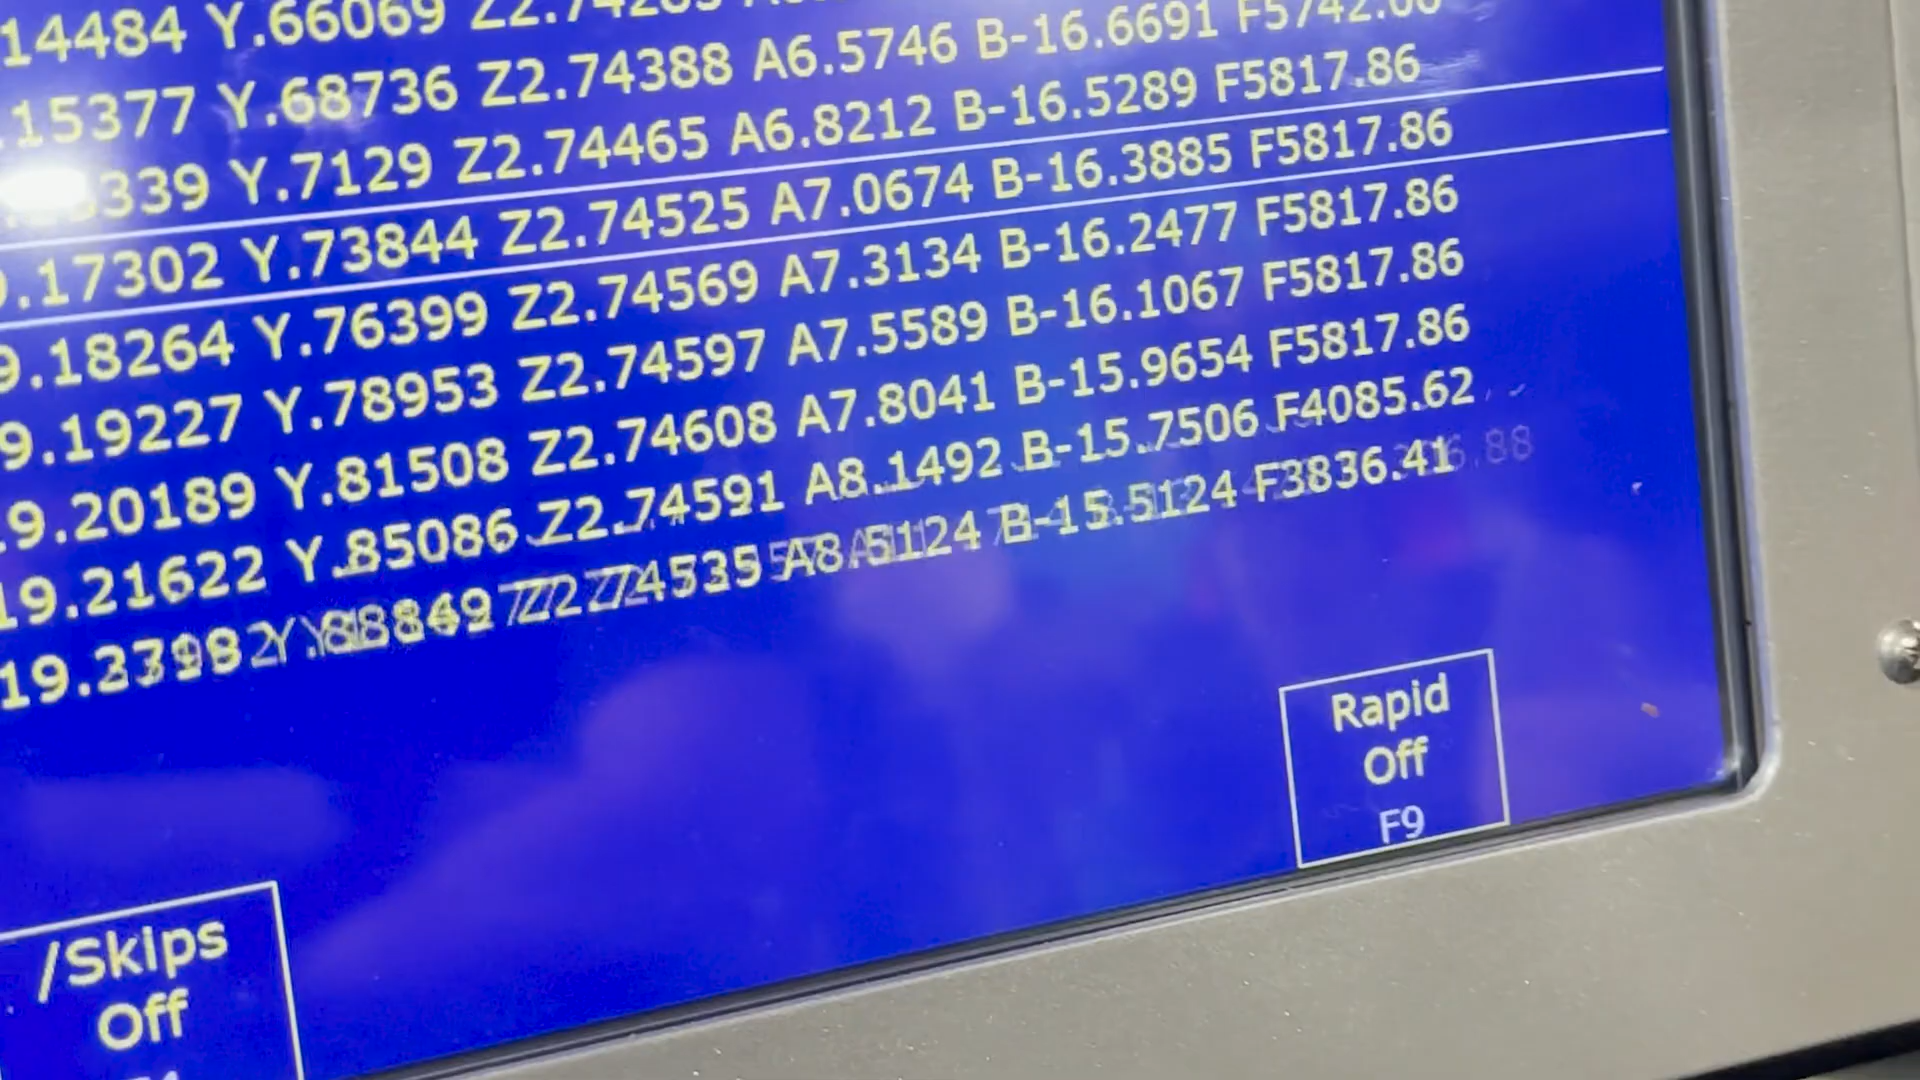 14484 Y.66069
.15377 Y.68736 Z2.74388 A6.5746 B-16.6691
339 Y.7129 Z2.74465 A6.8212 B-16.5289 F5817.86
.17302 Y.73844 Z2.74525 A7.0674 B-16.3885 F5817.86
9.18264 Y.76399 Z2.74569 A7.3134 B-16.2477 F5817.86
9.19227 Y.78953 Z2.74597 A7.5589 B-16.1067 F5817.86
9.20189 Y.81508 Z2.74608 A7.8041 B-15.9654 F5817.86
19.21622 Y.85086 Z2.74591 A8.1492 B-15.7506 F4085.62
Z2.74535 A8.5124 B-15.5124 F3836.41
Rapid
Off
F9
/Skips
Off